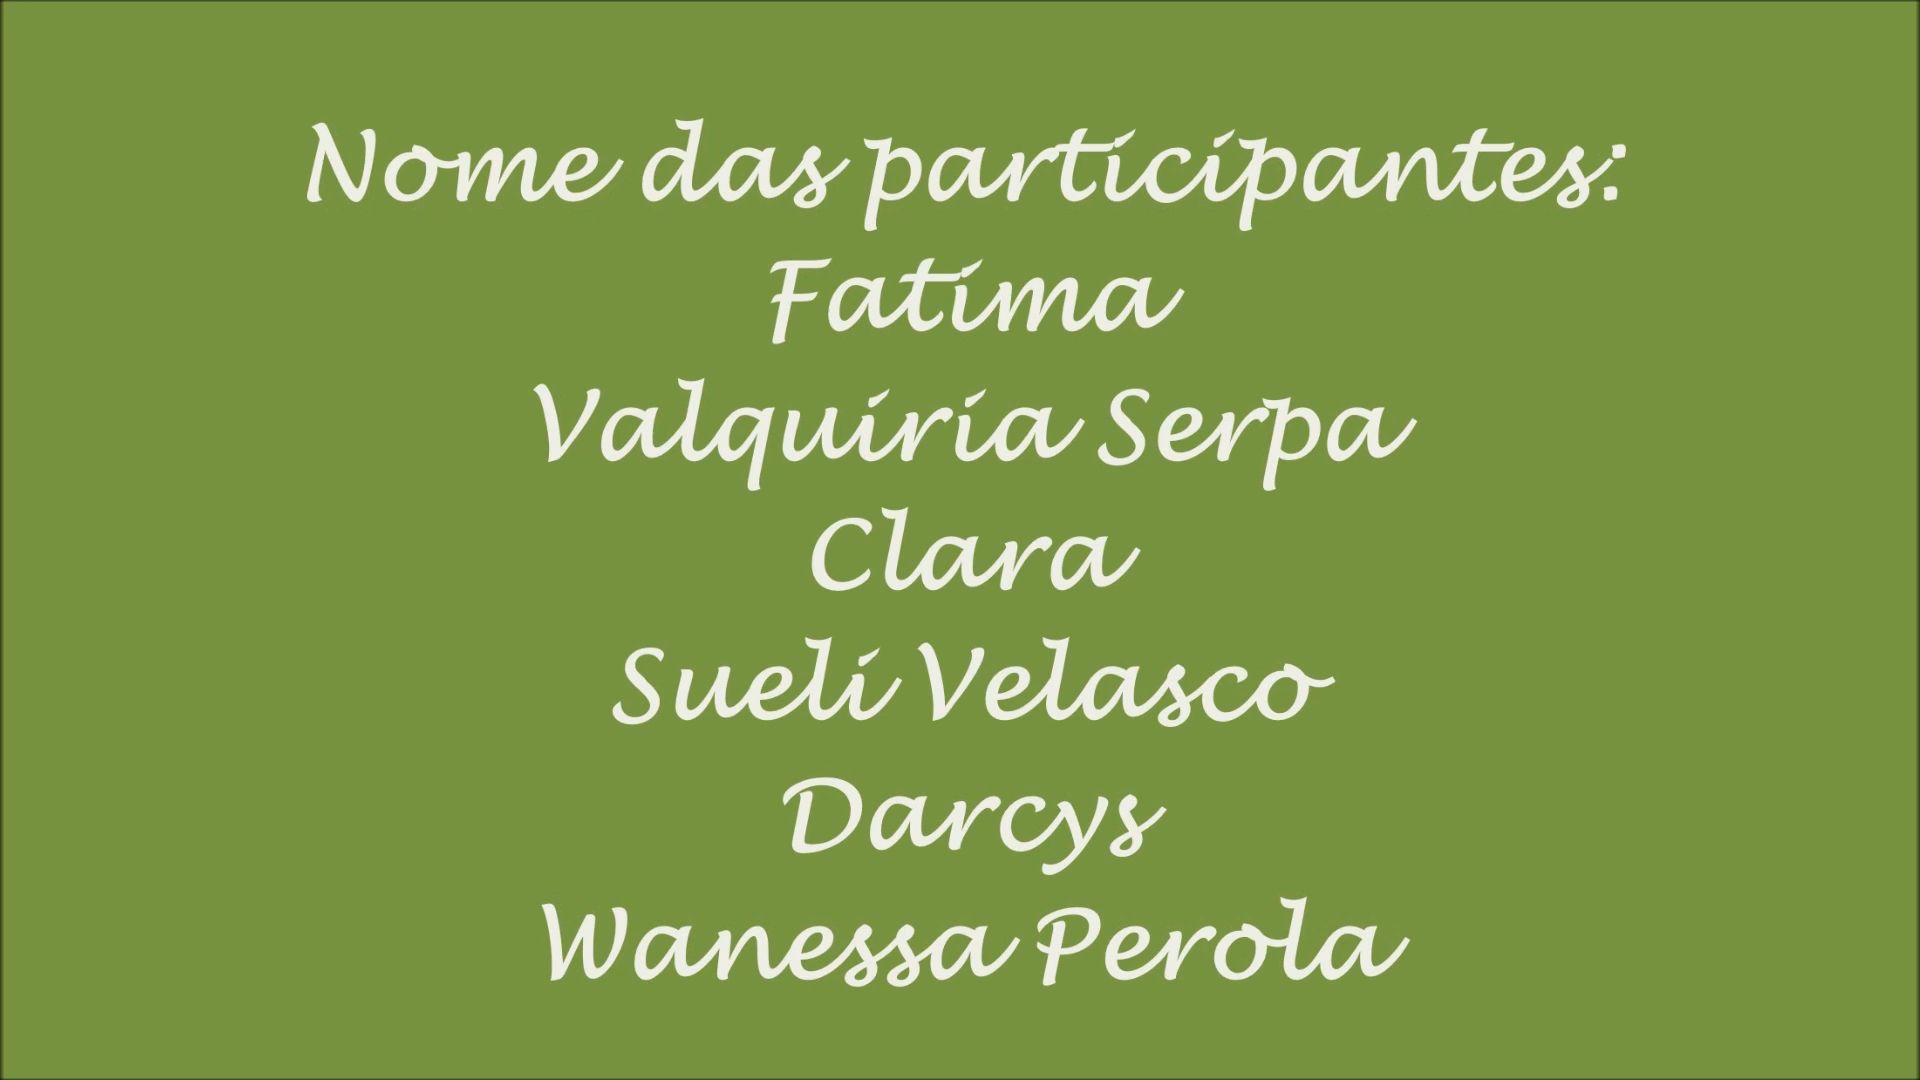 Nome das participantes:
Fatima
Valquiria Serpa
Clara
Sueli Velasco
Darcys
Wanessa Perola